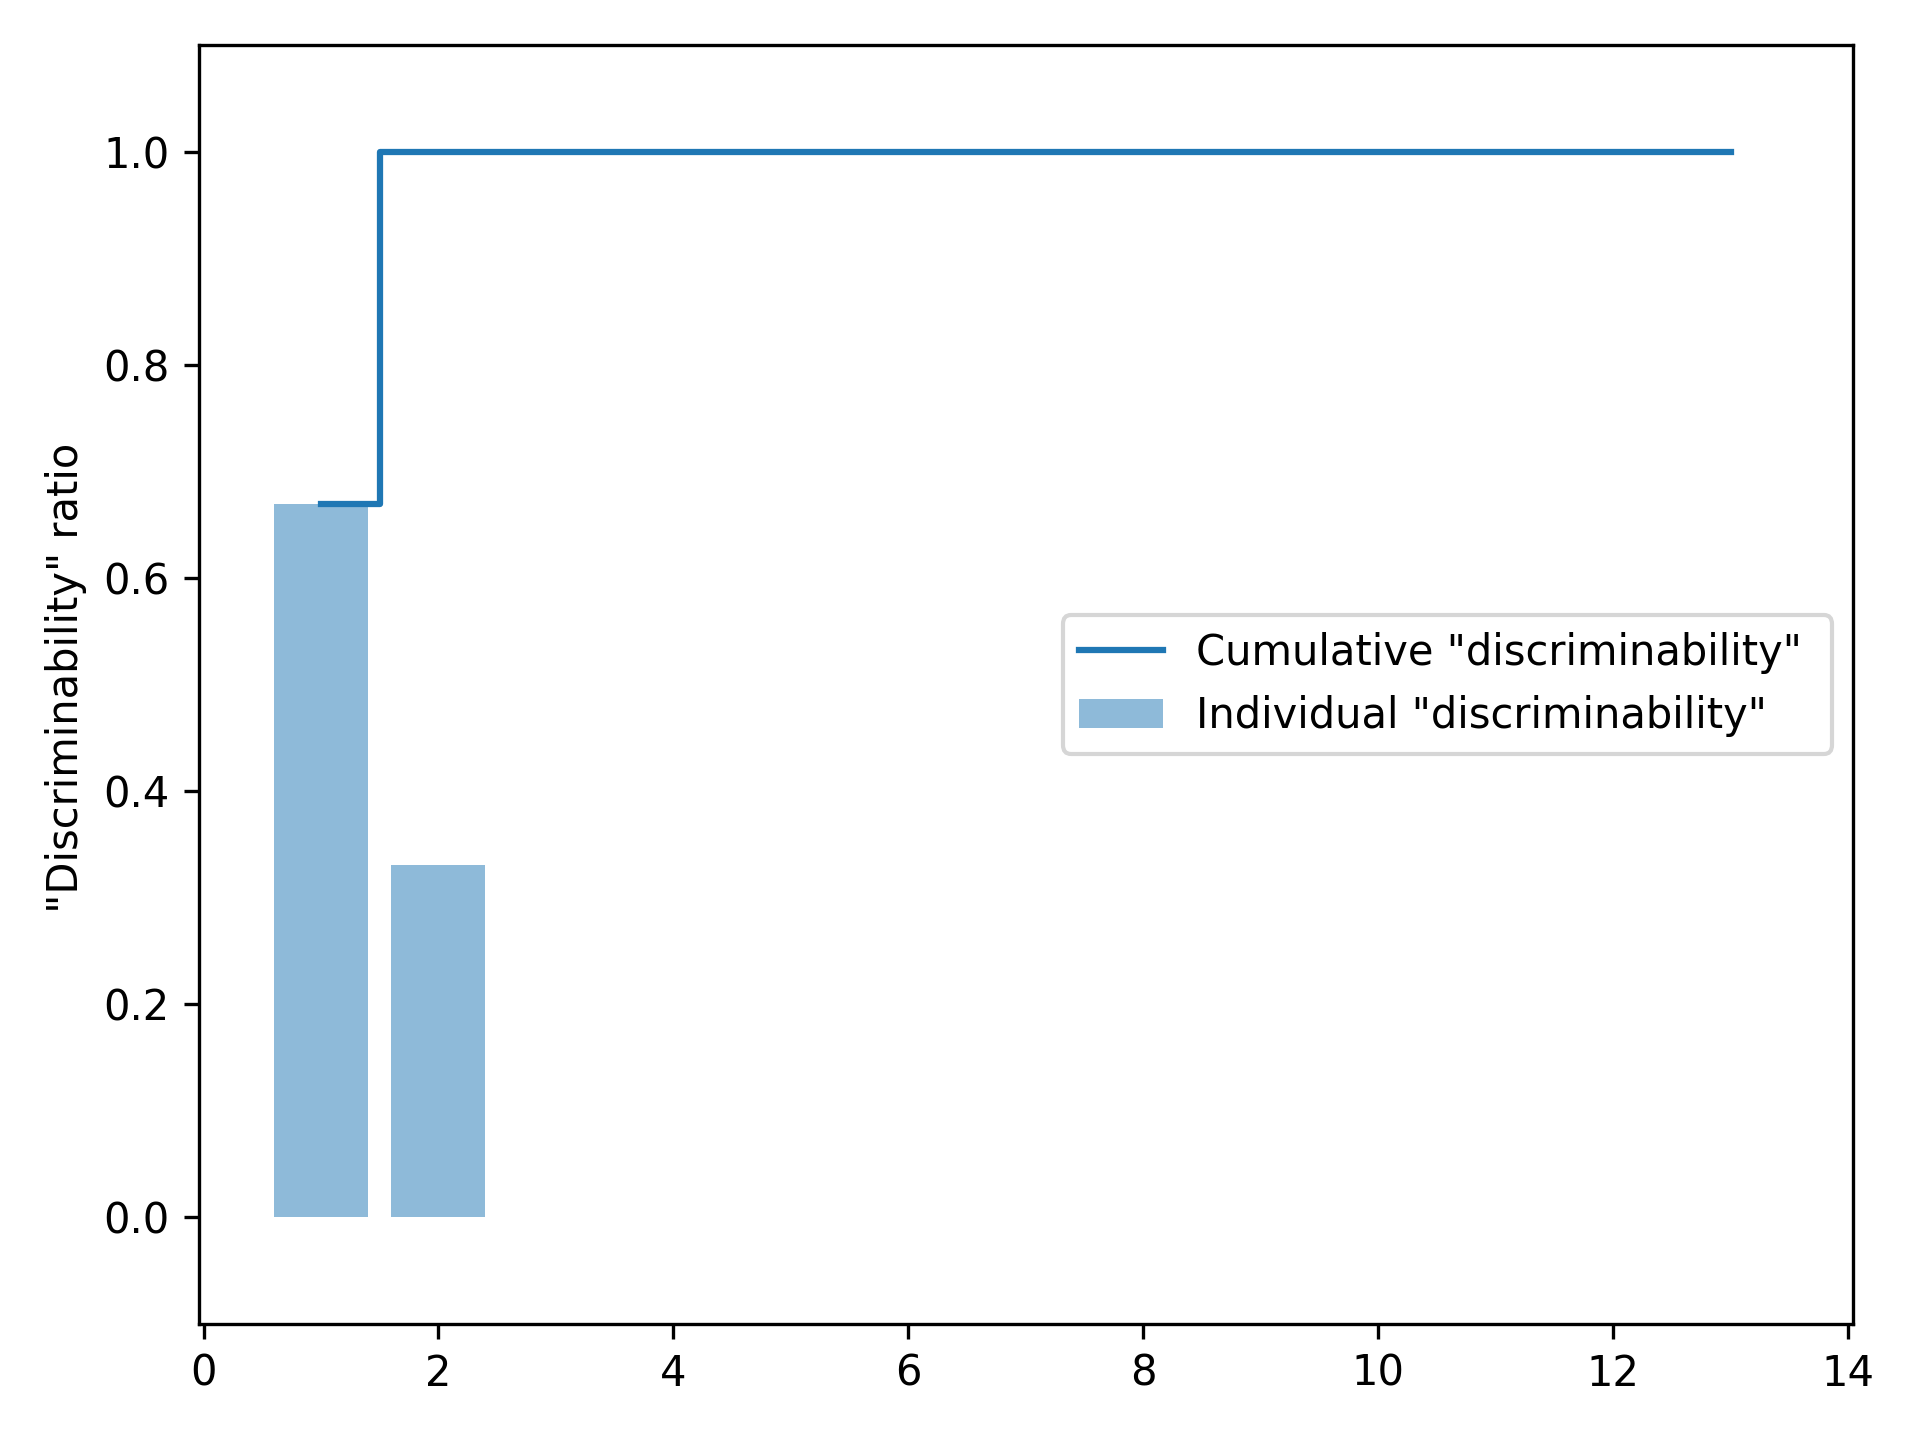 1.0
0.8
0.6
0.4
0.2
0.0
"Discriminability" ratio
Cumulative "discriminability"
Individual "discriminability"
0 2 4 6 8 10 12 14